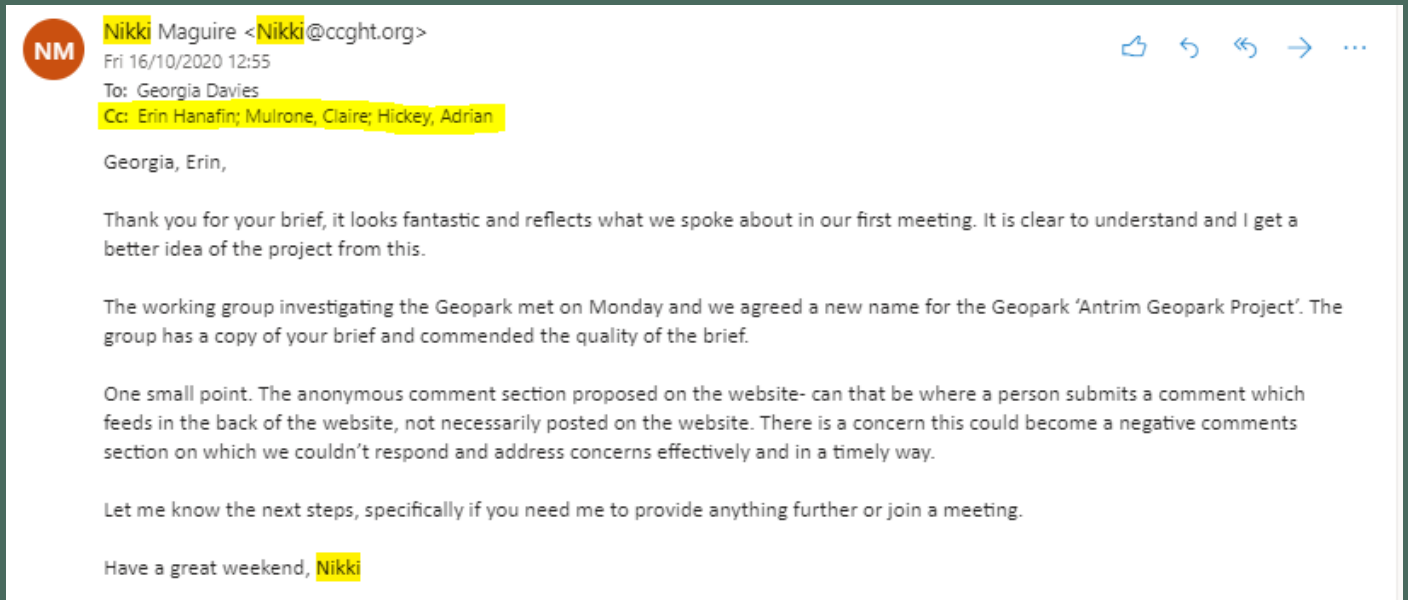 NM
Nikki Maguire <Nikki@ccght.org>
Fri 16/10/2020 12:55
To: Georgia Davies
Cc: Erin Hanafin; Mulrone, Claire; Hickey, Adrian
Georgia, Erin,
Thank you for your brief, it looks fantastic and reflects what we spoke about in our first meeting. It is clear to understand and I get a
better idea of the project from this.
The working group investigating the Geopark met on Monday and we agreed a new name for the Geopark ‘Antrim Geopark Project’. The
group has a copy of your brief and commended the quality of the brief.
One small point. The anonymous comment section proposed on the website- can that be where a person submits a comment which
feeds in the back of the website, not necessarily posted on the website. There is a concern this could become a negative comments
section on which we couldn’t respond and address concerns effectively and in a timely way.
Let me know the next steps, specifically if you need me to provide anything further or join a meeting.
Have a great weekend, Nikki